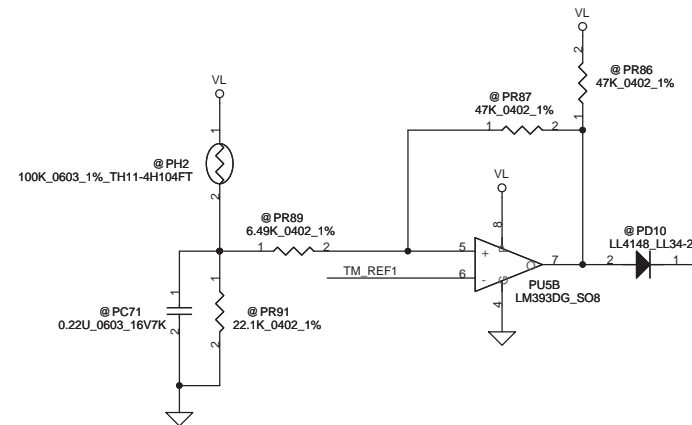 VL
2
@ PR86
47K_0402_1%
1
@ PR87
47K_0402_1%
1
2
VL
1
@ PH2
100K_0603_1%_TH11-4H104FT
2
VL
@ PR89
6.49K_0402_1%
1
2
8
5
+
P
O
7
TM_REF1
6
-
G
4
PU5B
LM393DG_SO8
@ PD10
LL4148_LL34-2
2
1
1
@ PC71
0.22U_0603_16V7K
2
1
@ PR91
22.1K_0402_1%
2